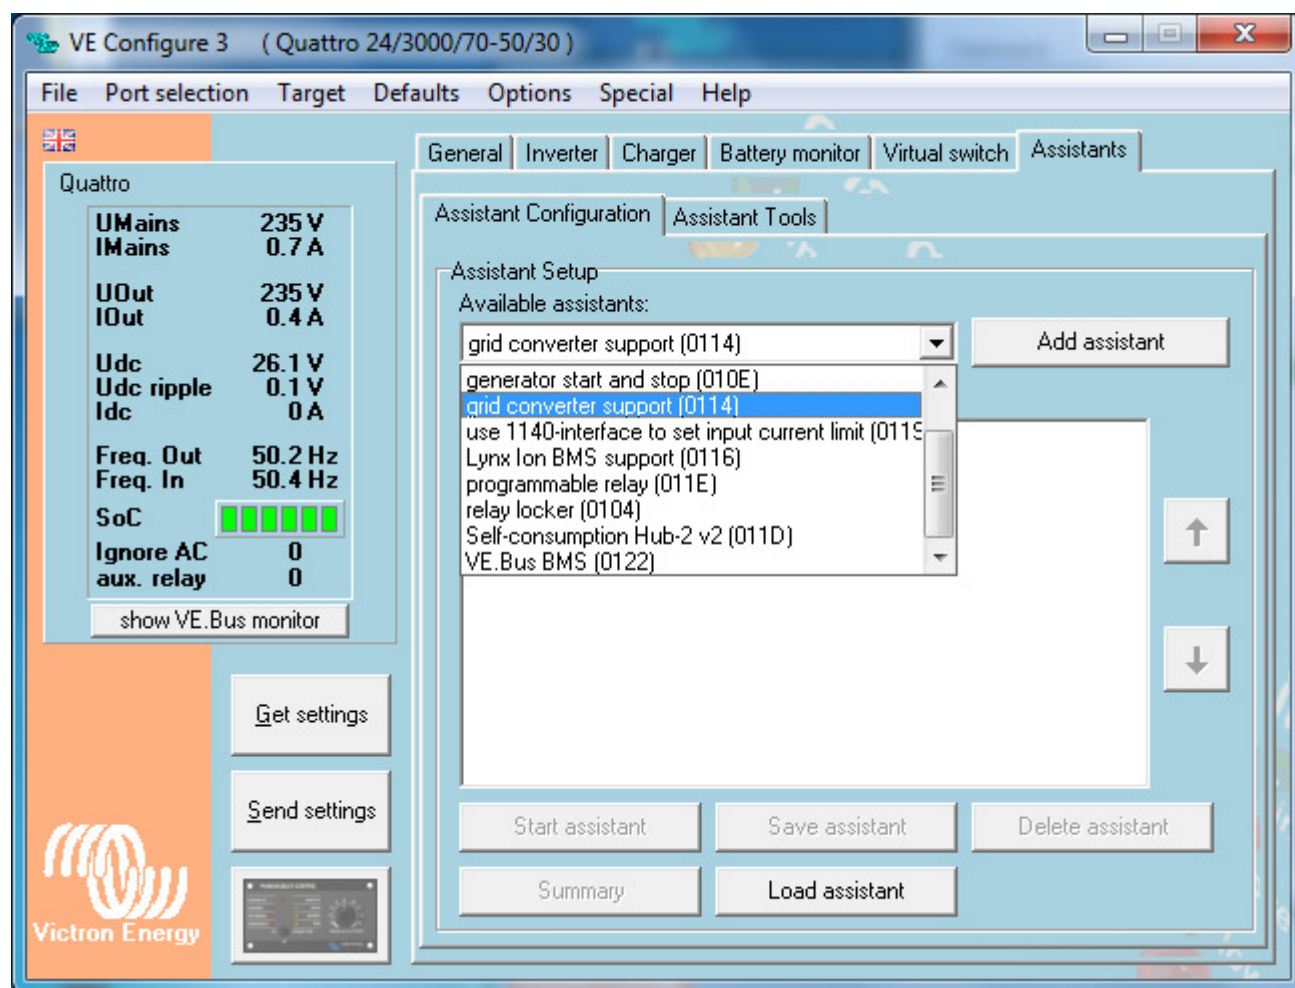 VE Configure 3 ( Quattro 24/3000/70-50/30 )
File Port selection Target Defaults Options Special Help
General Inverter Charger Battery monitor Virtual switch Assistants
Quattro
UMains 235 V
IMains 0.7 A
UOut 235 V
IOut 0.4 A
Udc 26.1 V
Udc ripple 0.1 V
Idc 0 A
Freq. Out 50.2 Hz
Freq. In 50.4 Hz
SoC
Ignore AC 0
aux. relay 0
show VE.Bus monitor
Get settings
Send settings
Victron Energy
Assistant Configuration Assistant Tools
Assistant Setup
Available assistants:
grid converter support (0114)
Add assistant
generator start and stop (010E)
grid converter support (0114)
use 1140-interface to set input current limit (0119
Lynx Ion BMS support (0116)
programmable relay (011E)
relay locker (0104)
Self-consumption Hub-2 v2 (011D)
VE.Bus BMS (0122)
Start assistant Save assistant Delete assistant
Summary Load assistant